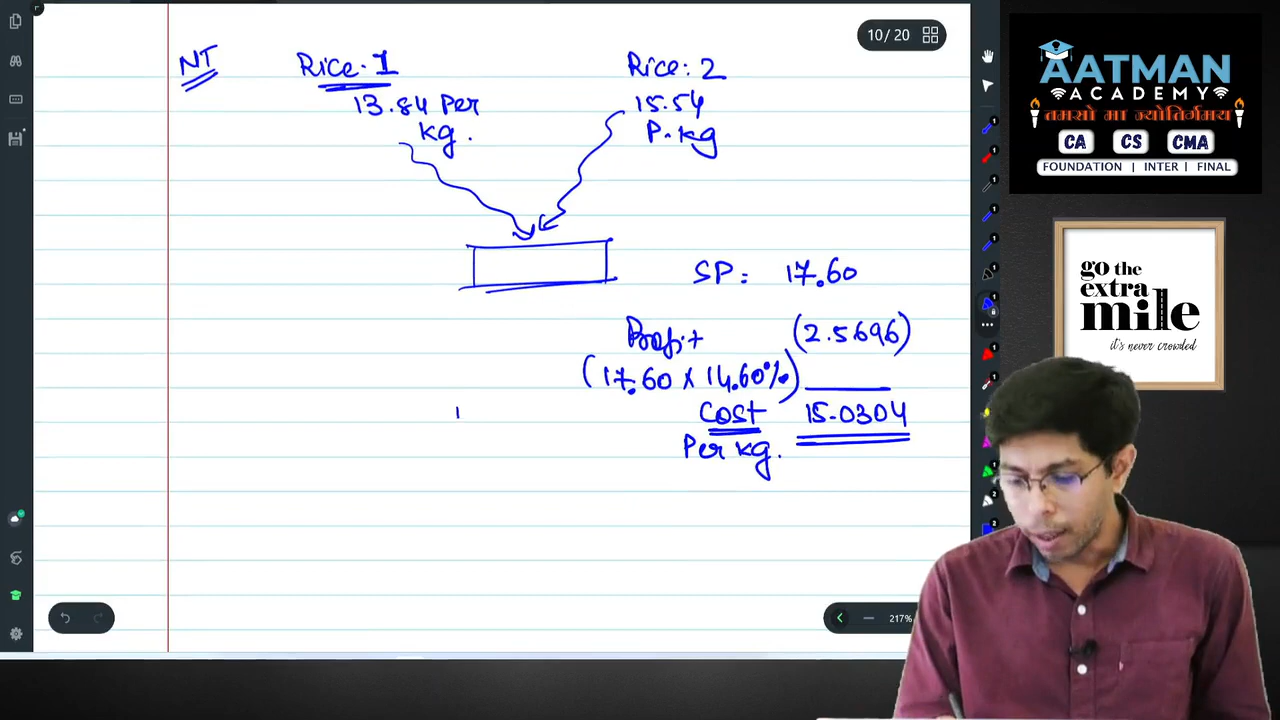 10/20
NT
Rice. 1
13.84 Per
kg.
Rice: 2
15.54
P. kg
SP: 17.60
Profit (2.5696)
(17.60 x 14.60%)
Cost 15.0304
Per kg.
217%
AATMAN
ACADEMY
तमसो मा ज्योतिर्गमय
CA CS CMA
FOUNDATION | INTER | FINAL
go the
extra
mile
it's never crowded